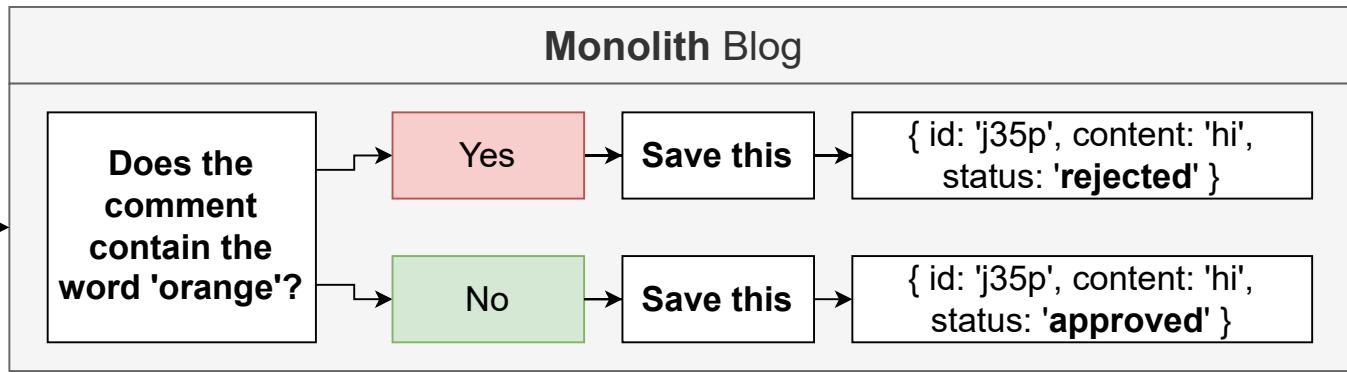 Monolith Blog
Does the
comment
contain the
word 'orange'?
Yes
Save this
{ id: 'j35p', content: 'hi',
status: 'rejected' }
No
Save this
{ id: 'j35p', content: 'hi',
status: 'approved' }